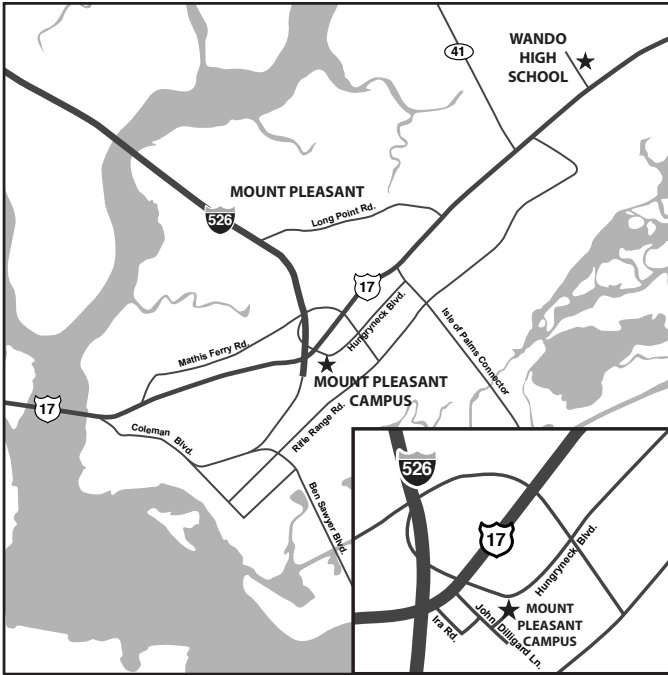 41
WANDO
HIGH
SCHOOL
MOUNT PLEASANT
526
Long Point Rd.
17
Hungryneck Blvd.
Isle of Palms Connector
Mathis Ferry Rd.
MOUNT PLEASANT
CAMPUS
17
Coleman Blvd.
Rifle Range Rd.
Ben Sawyer Blvd.
526
17
Hungryneck Blvd.
MOUNT
PLEASANT
CAMPUS
Ira Rd.
John Dilligard Ln.